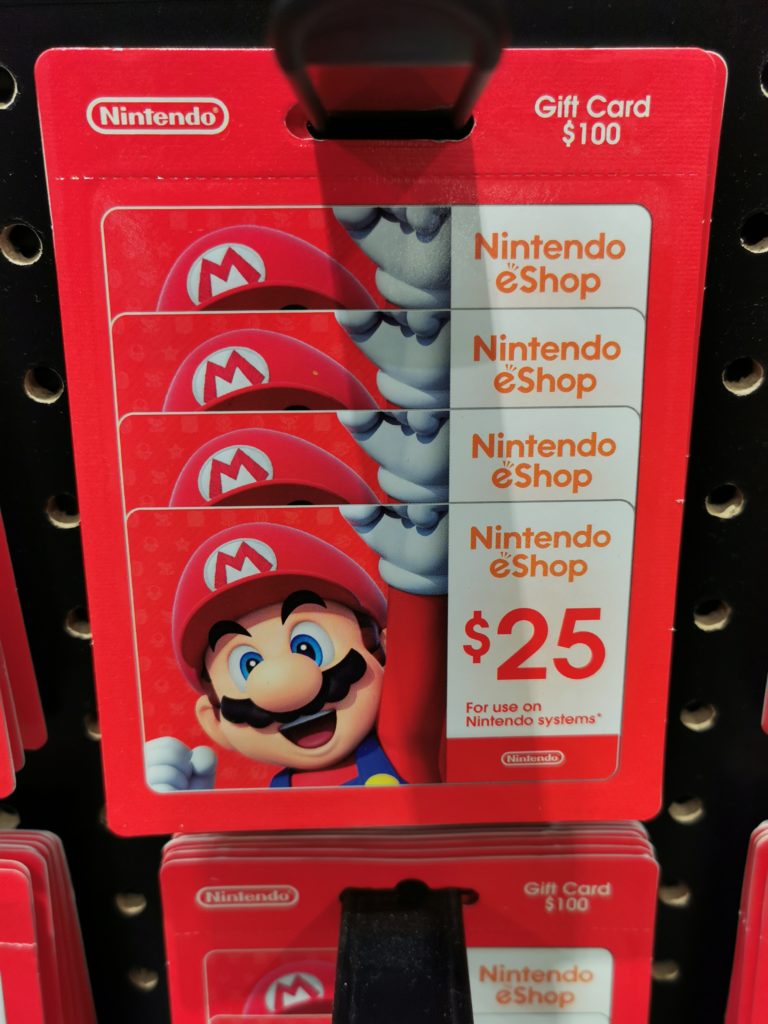 Nintendo®
Gift Card
$100
M
Nintendo
eShop
M
Nintendo
eShop
M
Nintendo
eShop
M
Nintendo
eShop
$25
For use on
Nintendo systems*
Nintendo
Nintendo
Gift Card
$100
M
Nintendo
eShop